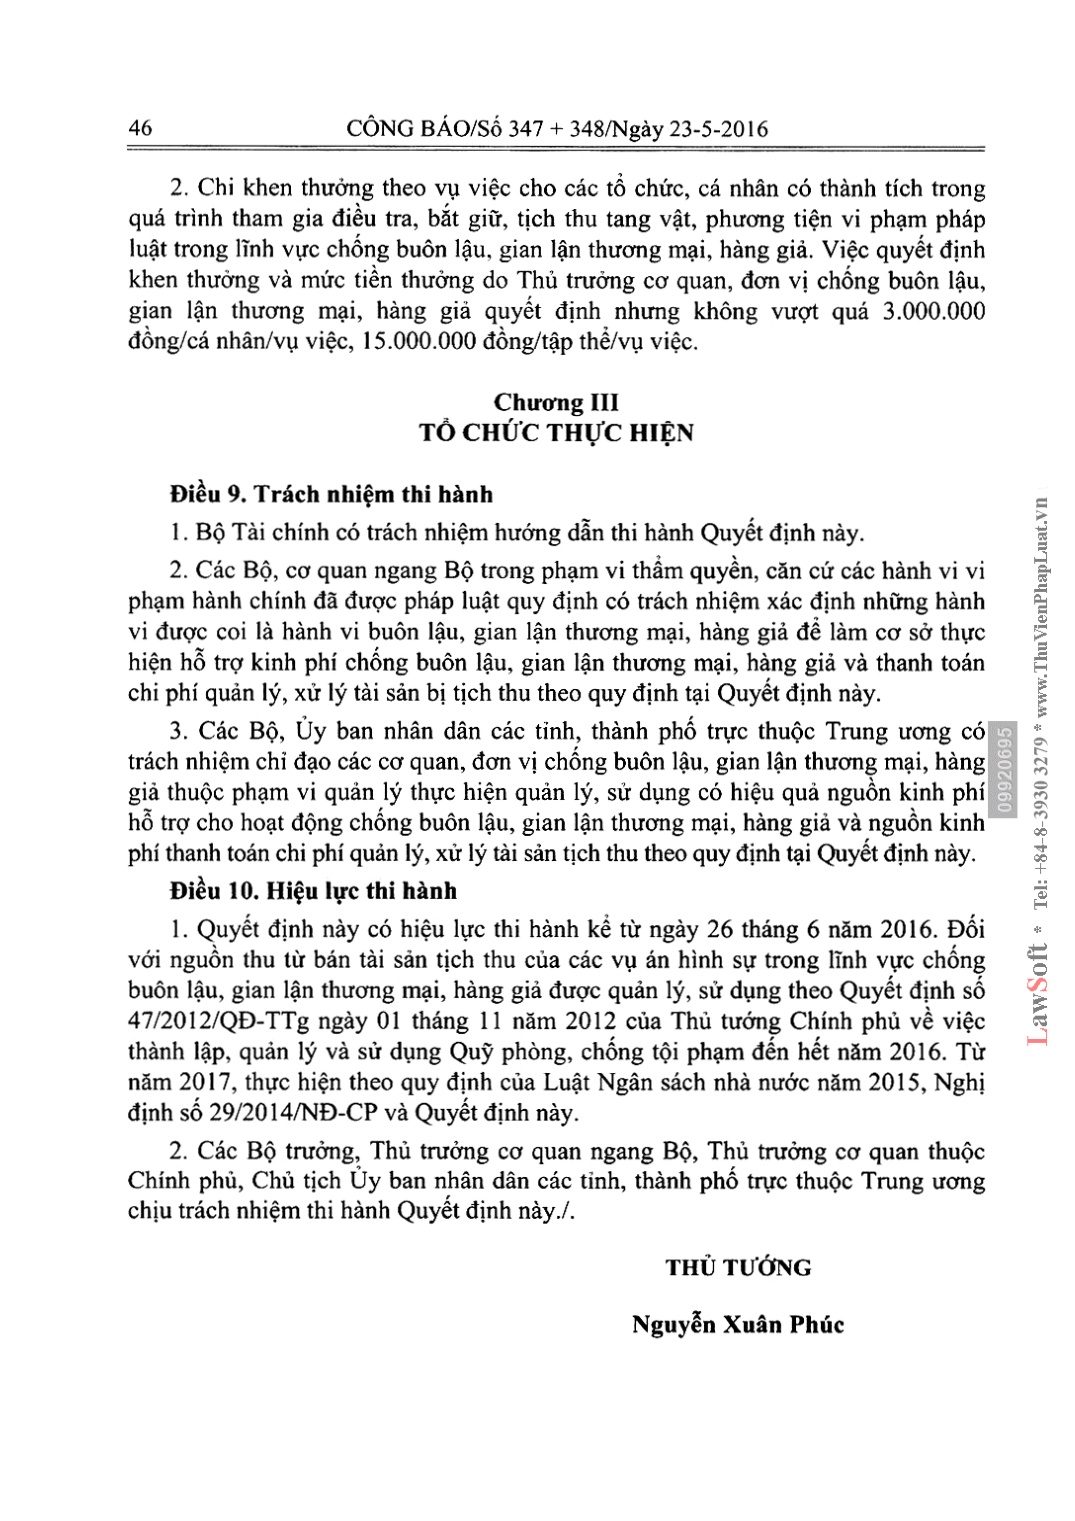 46
CÔNG BÁO/Số 347 + 348/Ngày 23-5-2016
2. Chi khen thưởng theo vụ việc cho các tổ chức, cá nhân có thành tích trong
quá trình tham gia điều tra, bắt giữ, tịch thu tang vật, phương tiện vi phạm pháp
luật trong lĩnh vực chống buôn lậu, gian lận thương mại, hàng giả. Việc quyết định
khen thưởng và mức tiền thưởng do Thủ trưởng cơ quan, đơn vị chống buôn lậu,
gian lận thương mại, hàng giả quyết định nhưng không vượt quá 3.000.000
đồng/cá nhân/vụ việc, 15.000.000 đồng/tập thể/vụ việc.
Chương III
TỔ CHỨC THỰC HIỆN
Điều 9. Trách nhiệm thi hành
1. Bộ Tài chính có trách nhiệm hướng dẫn thi hành Quyết định này.
2. Các Bộ, cơ quan ngang Bộ trong phạm vi thẩm quyền, căn cứ các hành vi vi
phạm hành chính đã được pháp luật quy định có trách nhiệm xác định những hành
vi được coi là hành vi buôn lậu, gian lận thương mại, hàng giả để làm cơ sở thực
hiện hỗ trợ kinh phí chống buôn lậu, gian lận thương mại, hàng giả và thanh toán
chi phí quản lý, xử lý tài sản bị tịch thu theo quy định tại Quyết định này.
3. Các Bộ, Ủy ban nhân dân các tỉnh, thành phố trực thuộc Trung ương có
trách nhiệm chỉ đạo các cơ quan, đơn vị chống buôn lậu, gian lận thương mại, hàng
giả thuộc phạm vi quản lý thực hiện quản lý, sử dụng có hiệu quả nguồn kinh phí
hỗ trợ cho hoạt động chống buôn lậu, gian lận thương mại, hàng giả và nguồn kinh
phí thanh toán chi phí quản lý, xử lý tài sản tịch thu theo quy định tại Quyết định này.
Điều 10. Hiệu lực thi hành
1. Quyết định này có hiệu lực thi hành kể từ ngày 26 tháng 6 năm 2016. Đối
với nguồn thu từ bán tài sản tịch thu của các vụ án hình sự trong lĩnh vực chống
buôn lậu, gian lận thương mại, hàng giả được quản lý, sử dụng theo Quyết định số
47/2012/QĐ-TTg ngày 01 tháng 11 năm 2012 của Thủ tướng Chính phủ về việc
thành lập, quản lý và sử dụng Quỹ phòng, chống tội phạm đến hết năm 2016. Từ
năm 2017, thực hiện theo quy định của Luật Ngân sách nhà nước năm 2015, Nghị
định số 29/2014/NĐ-CP và Quyết định này.
2. Các Bộ trưởng, Thủ trưởng cơ quan ngang Bộ, Thủ trưởng cơ quan thuộc
Chính phủ, Chủ tịch Ủy ban nhân dân các tỉnh, thành phố trực thuộc Trung ương
chịu trách nhiệm thi hành Quyết định này./.
THỦ TƯỚNG
Nguyễn Xuân Phúc
09920695
LawSoft * Tel: +84-8-3930 3279 * www.ThuVienPhapLuat.vn